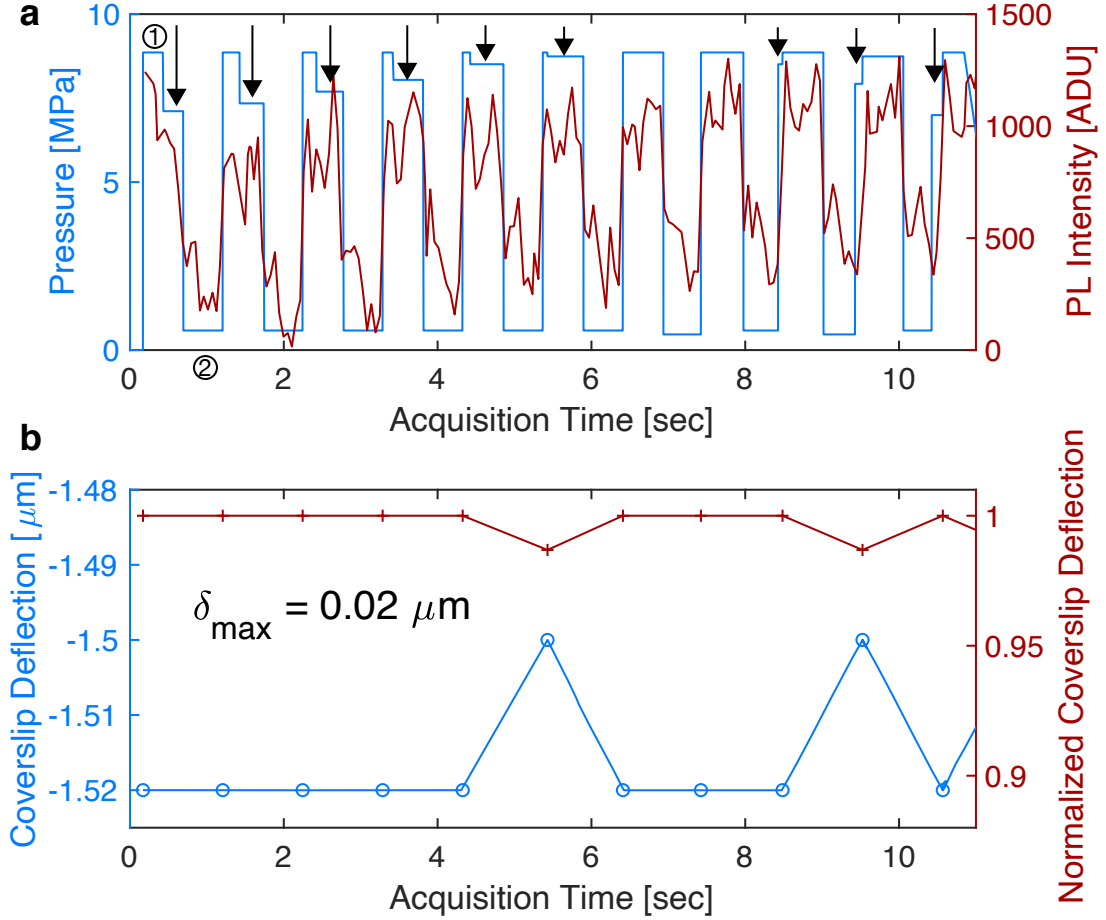 a
10
5
0
Pressure [MPa]
①
②
1500
1000
500
0
PL Intensity [ADU]
0 2 4 6 8 10
Acquisition Time [sec]
b
-1.48
-1.49
-1.5
-1.51
-1.52
Coverslip Deflection [μm]
δmax = 0.02 μm
1
0.95
0.9
Normalized Coverslip Deflection
0 2 4 6 8 10
Acquisition Time [sec]